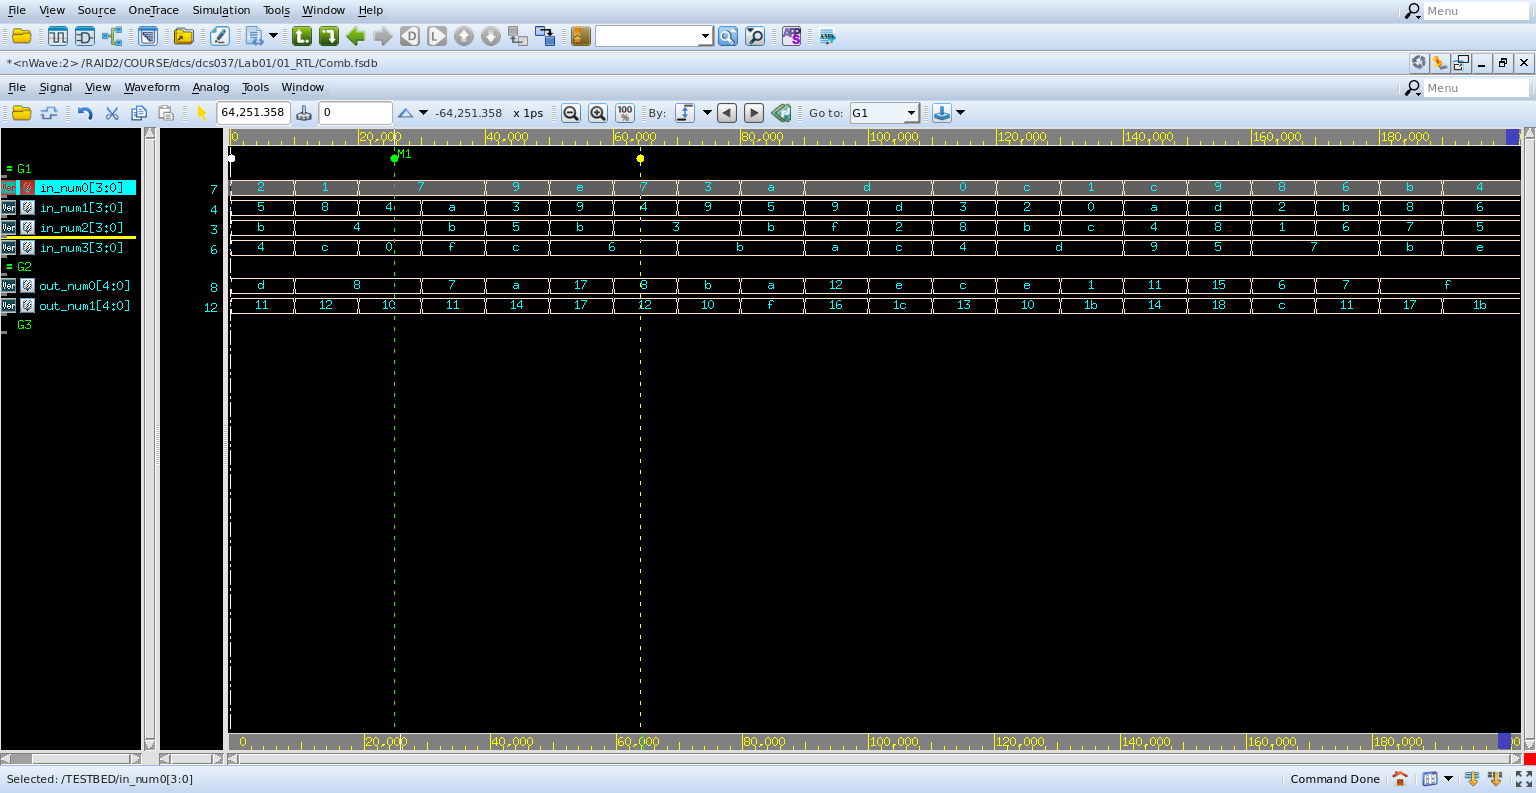 File View Source OneTrace Simulation Tools Window Help
Menu
*<nWave:2> /RAID2/COURSE/dcs/dcs037/Lab01/01_RTL/Comb.fsdb
File Signal View Waveform Analog Tools Window
Menu
64,251.358 0 -64,251.358 x 1ps 100% By: Go to: G1
0 20,000 40,000 60,000 80,000 100,000 120,000 140,000 160,000 180,000
M1
= G1
in_num0[3:0] 7 2 1 7 9 e 7 3 a d 0 c 1 c 9 8 6 b 4
in_num1[3:0] 4 5 8 4 a 3 9 4 9 5 9 d 3 2 0 a d 2 b 8 6
in_num2[3:0] 3 b 4 b 5 b 3 b f 2 8 b c 4 8 1 6 7 5
in_num3[3:0] 6 4 c 0 f c 6 b a c 4 d 9 5 7 b e
= G2
out_num0[4:0] 8 d 8 7 a 17 8 b a 12 e c e 1 11 15 6 7 f
out_num1[4:0] 12 11 12 10 11 14 17 12 10 f 16 1c 13 10 1b 14 18 c 11 17 1b
G3
0 20,000 40,000 60,000 80,000 100,000 120,000 140,000 160,000 180,000
Selected: /TESTBED/in_num0[3:0] Command Done